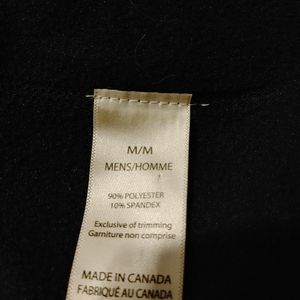 M/M
MENS/HOMME
90% POLYESTER
10% SPANDEX
Exclusive of trimming
Garniture non comprise
MADE IN CANADA
FABRIQUÉ AU CANADA